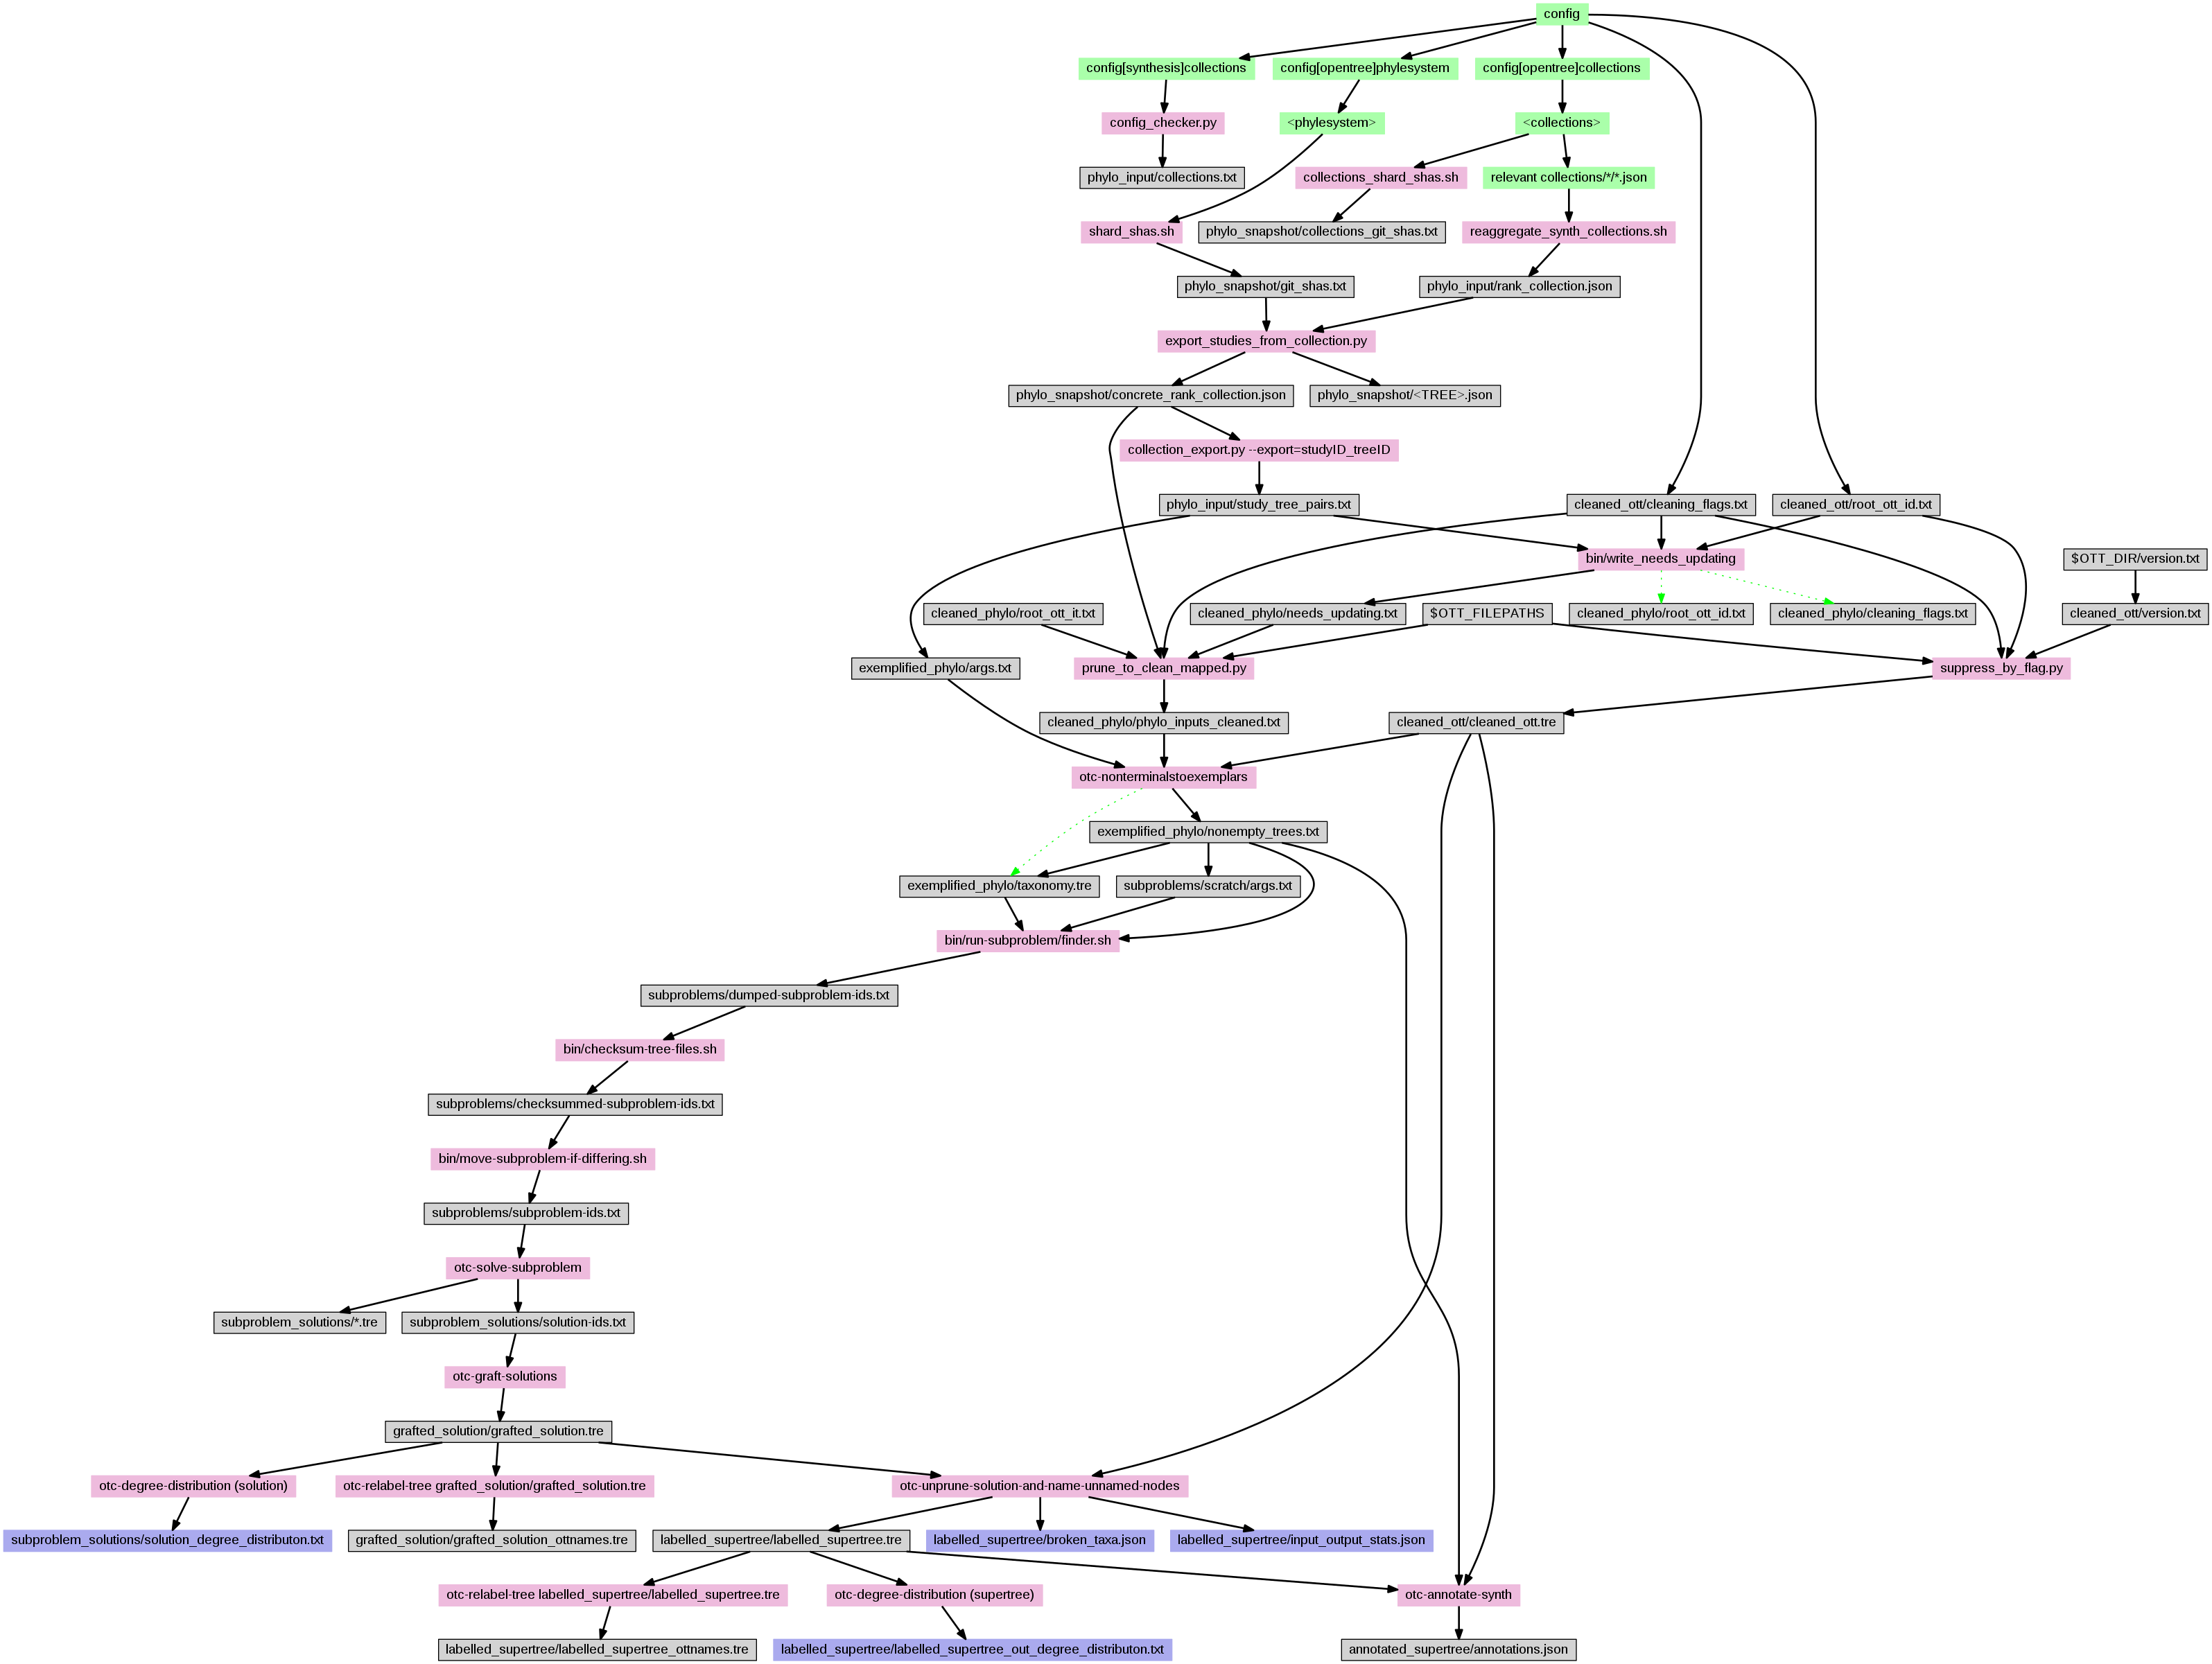 config
config[synthesis]collections
config[opentree]phylesystem
config[opentree]collections
config_checker.py
<phylesystem>
<collections>
phylo_input/collections.txt
collections_shard_shas.sh
relevant collections/*/*.json
shard_shas.sh
phylo_snapshot/collections_git_shas.txt
reaggregate_synth_collections.sh
phylo_snapshot/git_shas.txt
phylo_input/rank_collection.json
export_studies_from_collection.py
phylo_snapshot/concrete_rank_collection.json
phylo_snapshot/<TREE>.json
collection_export.py --export=studyID_treeID
phylo_input/study_tree_pairs.txt
cleaned_ott/cleaning_flags.txt
cleaned_ott/root_ott_id.txt
bin/write_needs_updating
$OTT_DIR/version.txt
cleaned_phylo/root_ott_it.txt
cleaned_phylo/needs_updating.txt
$OTT_FILEPATHS
cleaned_phylo/root_ott_id.txt
cleaned_phylo/cleaning_flags.txt
cleaned_ott/version.txt
exemplified_phylo/args.txt
prune_to_clean_mapped.py
suppress_by_flag.py
cleaned_phylo/phylo_inputs_cleaned.txt
cleaned_ott/cleaned_ott.tre
otc-nonterminalstoexemplars
exemplified_phylo/nonempty_trees.txt
exemplified_phylo/taxonomy.tre
subproblems/scratch/args.txt
bin/run-subproblem/finder.sh
subproblems/dumped-subproblem-ids.txt
bin/checksum-tree-files.sh
subproblems/checksummed-subproblem-ids.txt
bin/move-subproblem-if-differing.sh
subproblems/subproblem-ids.txt
otc-solve-subproblem
subproblem_solutions/*.tre
subproblem_solutions/solution-ids.txt
otc-graft-solutions
grafted_solution/grafted_solution.tre
otc-degree-distribution (solution)
otc-relabel-tree grafted_solution/grafted_solution.tre
otc-unprune-solution-and-name-unnamed-nodes
subproblem_solutions/solution_degree_distributon.txt
grafted_solution/grafted_solution_ottnames.tre
labelled_supertree/labelled_supertree.tre
labelled_supertree/broken_taxa.json
labelled_supertree/input_output_stats.json
otc-relabel-tree labelled_supertree/labelled_supertree.tre
otc-degree-distribution (supertree)
otc-annotate-synth
labelled_supertree/labelled_supertree_ottnames.tre
labelled_supertree/labelled_supertree_out_degree_distributon.txt
annotated_supertree/annotations.json